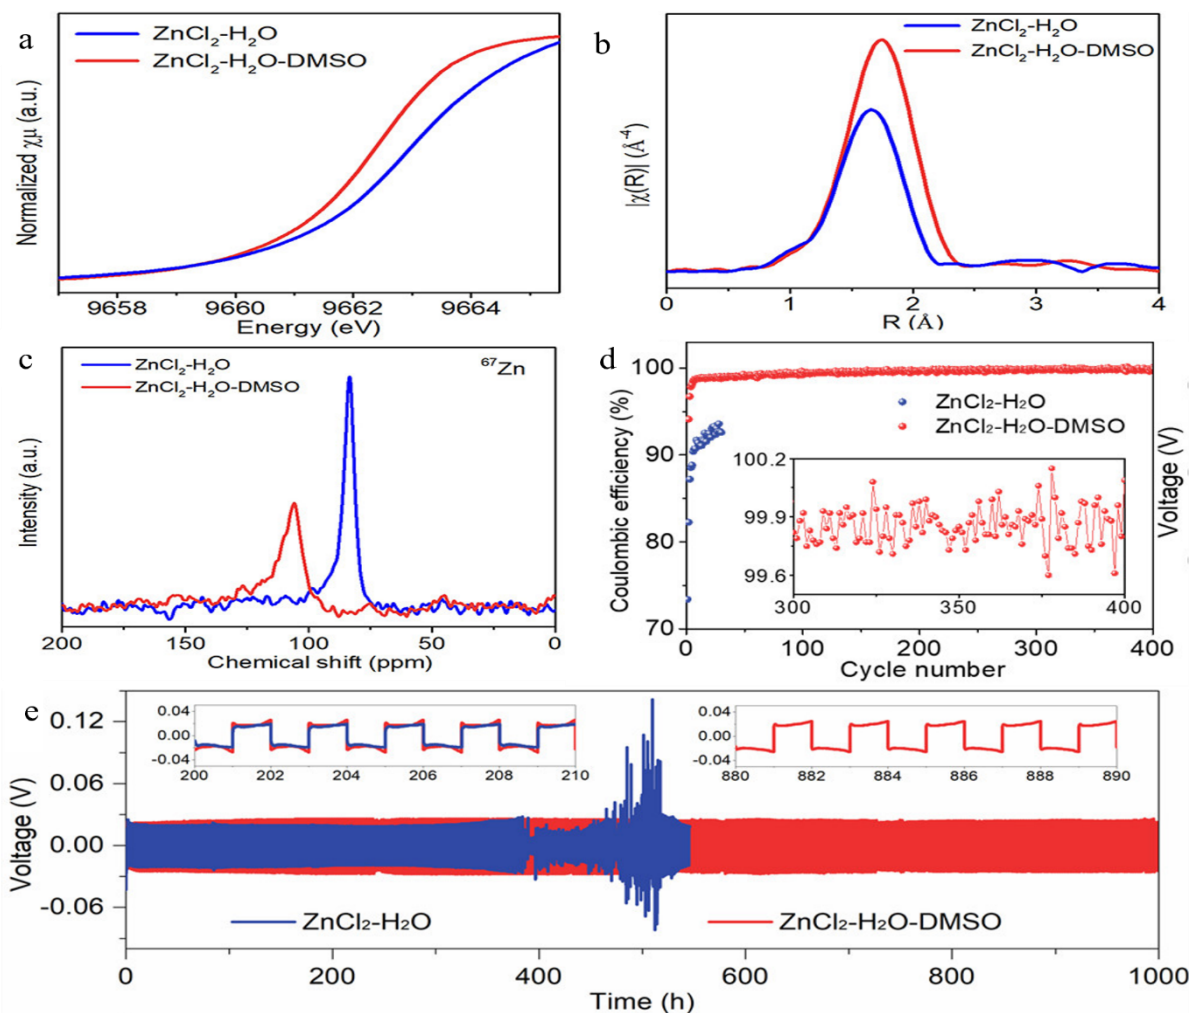 a
ZnCl₂-H₂O
ZnCl₂-H₂O-DMSO
Normalized χμ (a.u.)
9658 9660 9662 9664
Energy (eV)
b
ZnCl₂-H₂O
ZnCl₂-H₂O-DMSO
|χ(R)| (Å⁻⁴)
0 1 2 3 4
R (Å)
c
ZnCl₂-H₂O
ZnCl₂-H₂O-DMSO
⁶⁷Zn
Intensity (a.u.)
200 150 100 50 0
Chemical shift (ppm)
d
100
90
80
70
Coulombic efficiency (%)
ZnCl₂-H₂O
ZnCl₂-H₂O-DMSO
100.2
99.9
99.6
300 350 400
0 100 200 300 400
Cycle number
Voltage (V)
e
0.12
0.06
0.00
-0.06
Voltage (V)
0.04
0.00
-0.04
200 202 204 206 208 210
0.04
0.00
-0.04
880 882 884 886 888 890
ZnCl₂-H₂O
ZnCl₂-H₂O-DMSO
0 200 400 600 800 1000
Time (h)